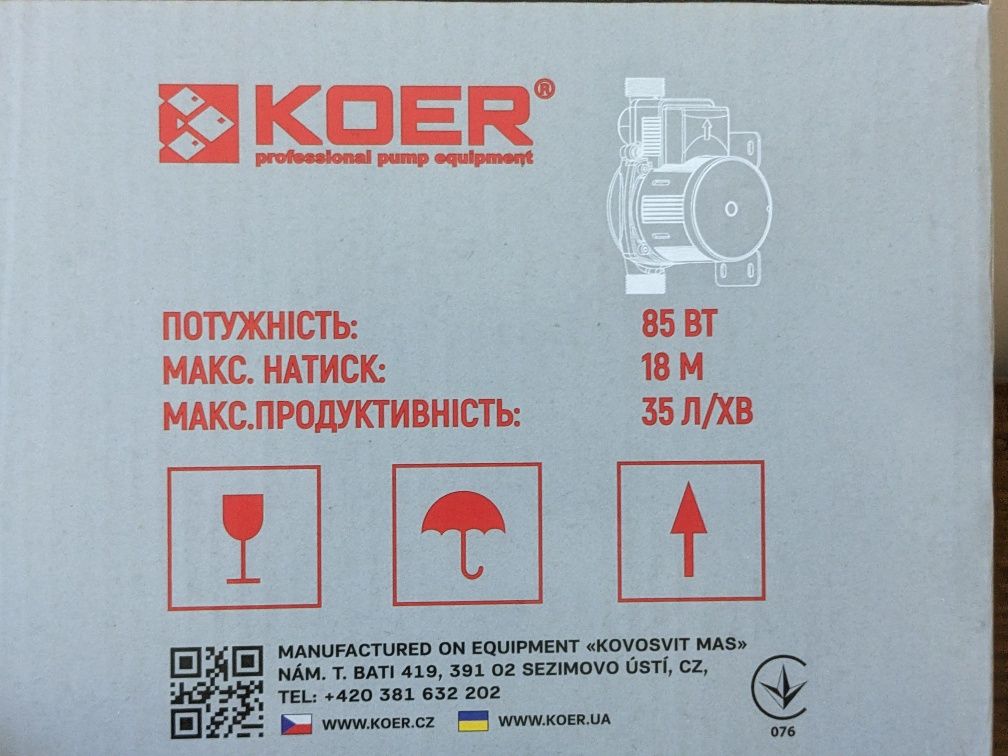 KOER®
professional pump equipment
ПОТУЖНІСТЬ: 85 ВТ
МАКС. НАТИСК: 18 М
МАКС.ПРОДУКТИВНІСТЬ: 35 Л/ХВ
MANUFACTURED ON EQUIPMENT «KOVOSVIT MAS»
NÁM. T. BATI 419, 391 02 SEZIMOVO ÚSTÍ, CZ,
TEL: +420 381 632 202
WWW.KOER.CZ WWW.KOER.UA
076